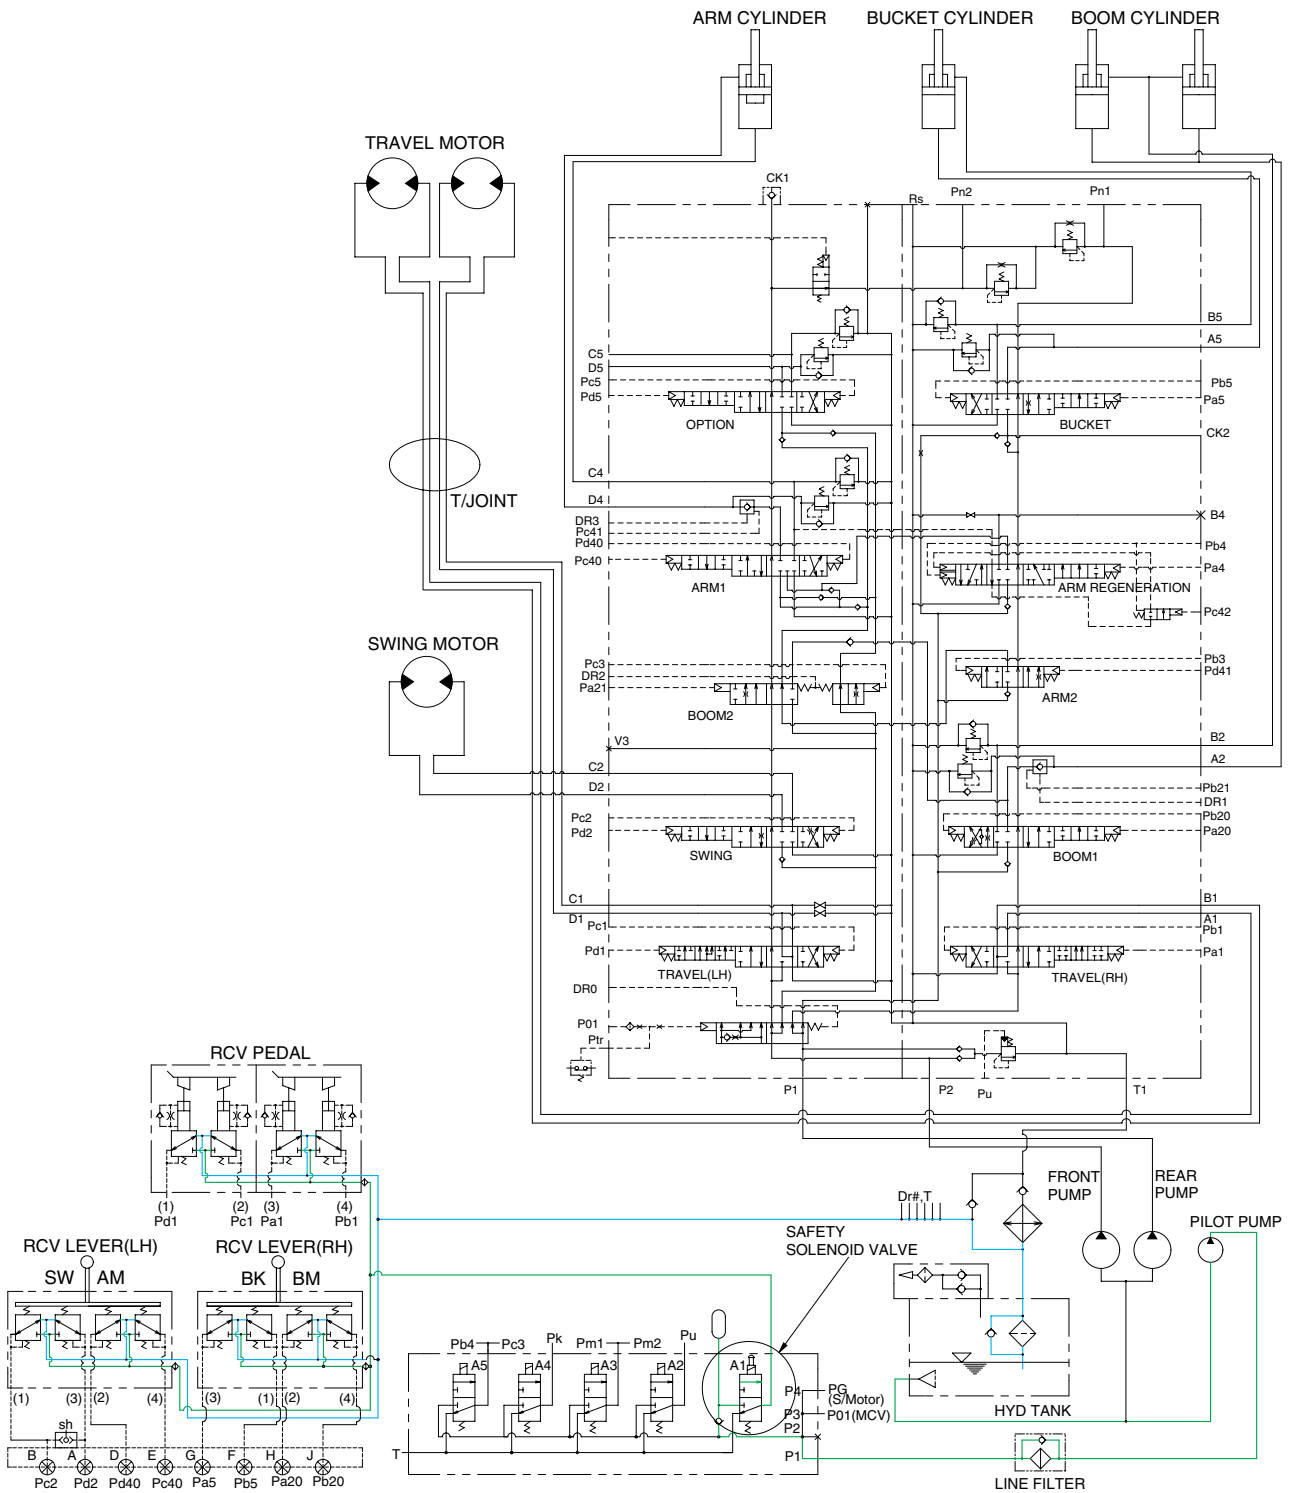 ARM CYLINDER BUCKET CYLINDER BOOM CYLINDER
TRAVEL MOTOR
CK1
Rs
Pn2
Pn1
B5
A5
C5
D5
Pc5
Pd5
OPTION
Pb5
Pa5
BUCKET
CK2
T/JOINT
C4
D4
DR3
Pc41
Pd40
Pc40
ARM1
B4
Pb4
Pa4
ARM REGENERATION
Pc42
SWING MOTOR
Pc3
DR2
Pa21
BOOM2
Pb3
Pd41
ARM2
V3
C2
D2
B2
A2
Pb21
DR1
Pc2
Pd2
SWING
Pb20
Pa20
BOOM1
C1
D1
Pc1
Pd1
TRAVEL(LH)
B1
A1
Pb1
Pa1
TRAVEL(RH)
DR0
P01
Ptr
P1
P2
Pu
T1
RCV PEDAL
(1) (2) (3) (4)
Pd1 Pc1 Pa1 Pb1
FRONT
PUMP
REAR
PUMP
PILOT PUMP
Dr#,T
SAFETY
SOLENOID VALVE
RCV LEVER(LH) RCV LEVER(RH)
SW AM BK BM
(1) (3) (2) (4) (3) (1) (2) (4)
sh
B A D E G F H J
Pc2 Pd2 Pd40 Pc40 Pa5 Pb5 Pa20 Pb20
Pb4 Pc3 Pk Pm1 Pm2 Pu
A5 A4 A3 A2 A1
T
P4
PG
(S/Motor)
P3
P01(MCV)
P2
P1
HYD TANK
LINE FILTER